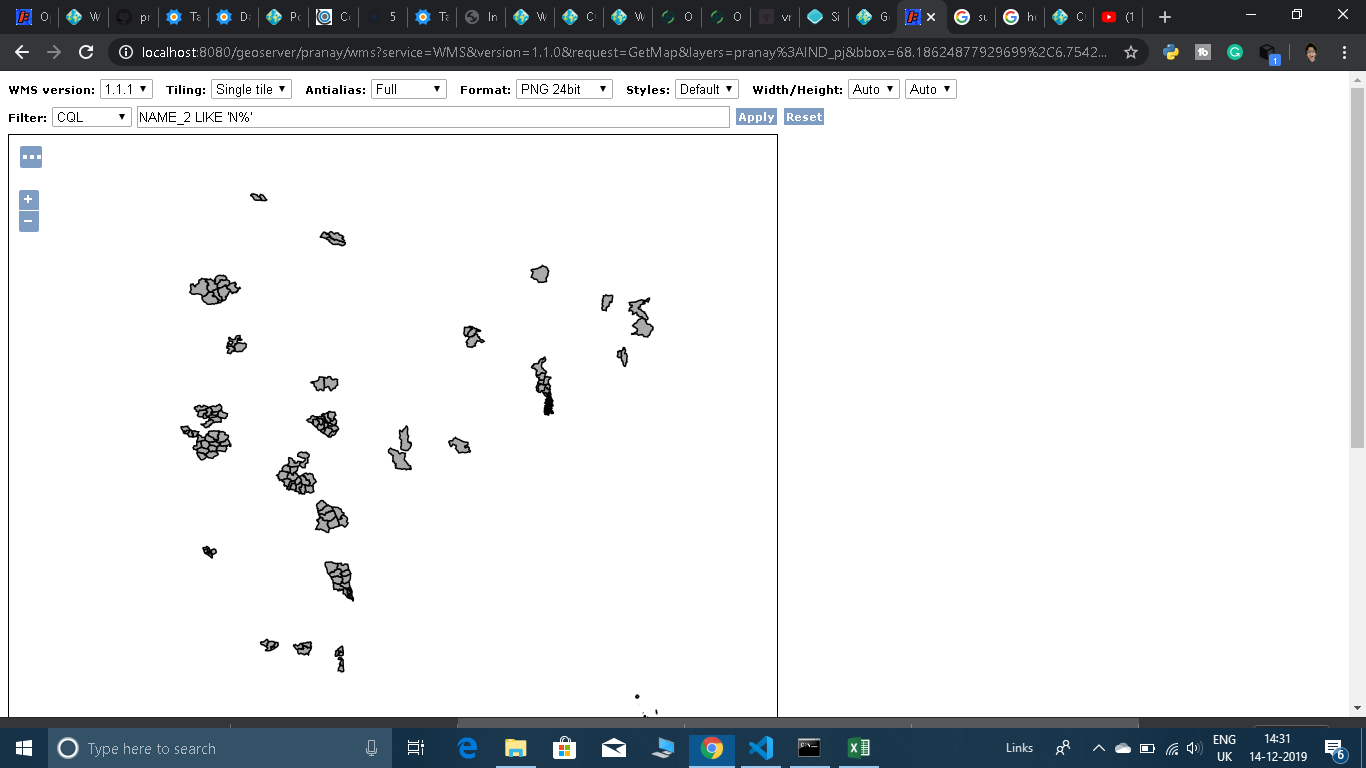 O
W
pr
Ta
D
Ta
Po
C
5
Ta
In
W
C
W
O
O
vr
Si
G
su
h
C
(1
localhost:8080/geoserver/pranay/wms?service=WMS&version=1.1.0&request=GetMap&layers=pranay%3AIND_pj&bbox=68.18624877929699%2C6.7542...
1
WMS version: 1.1.1 Tiling: Single tile Antialias: Full Format: PNG 24bit Styles: Default Width/Height: Auto Auto
Filter: CQL NAME_2 LIKE 'N%' Apply Reset
+
−
Type here to search
Links
ENG
UK
14:31
14-12-2019
6